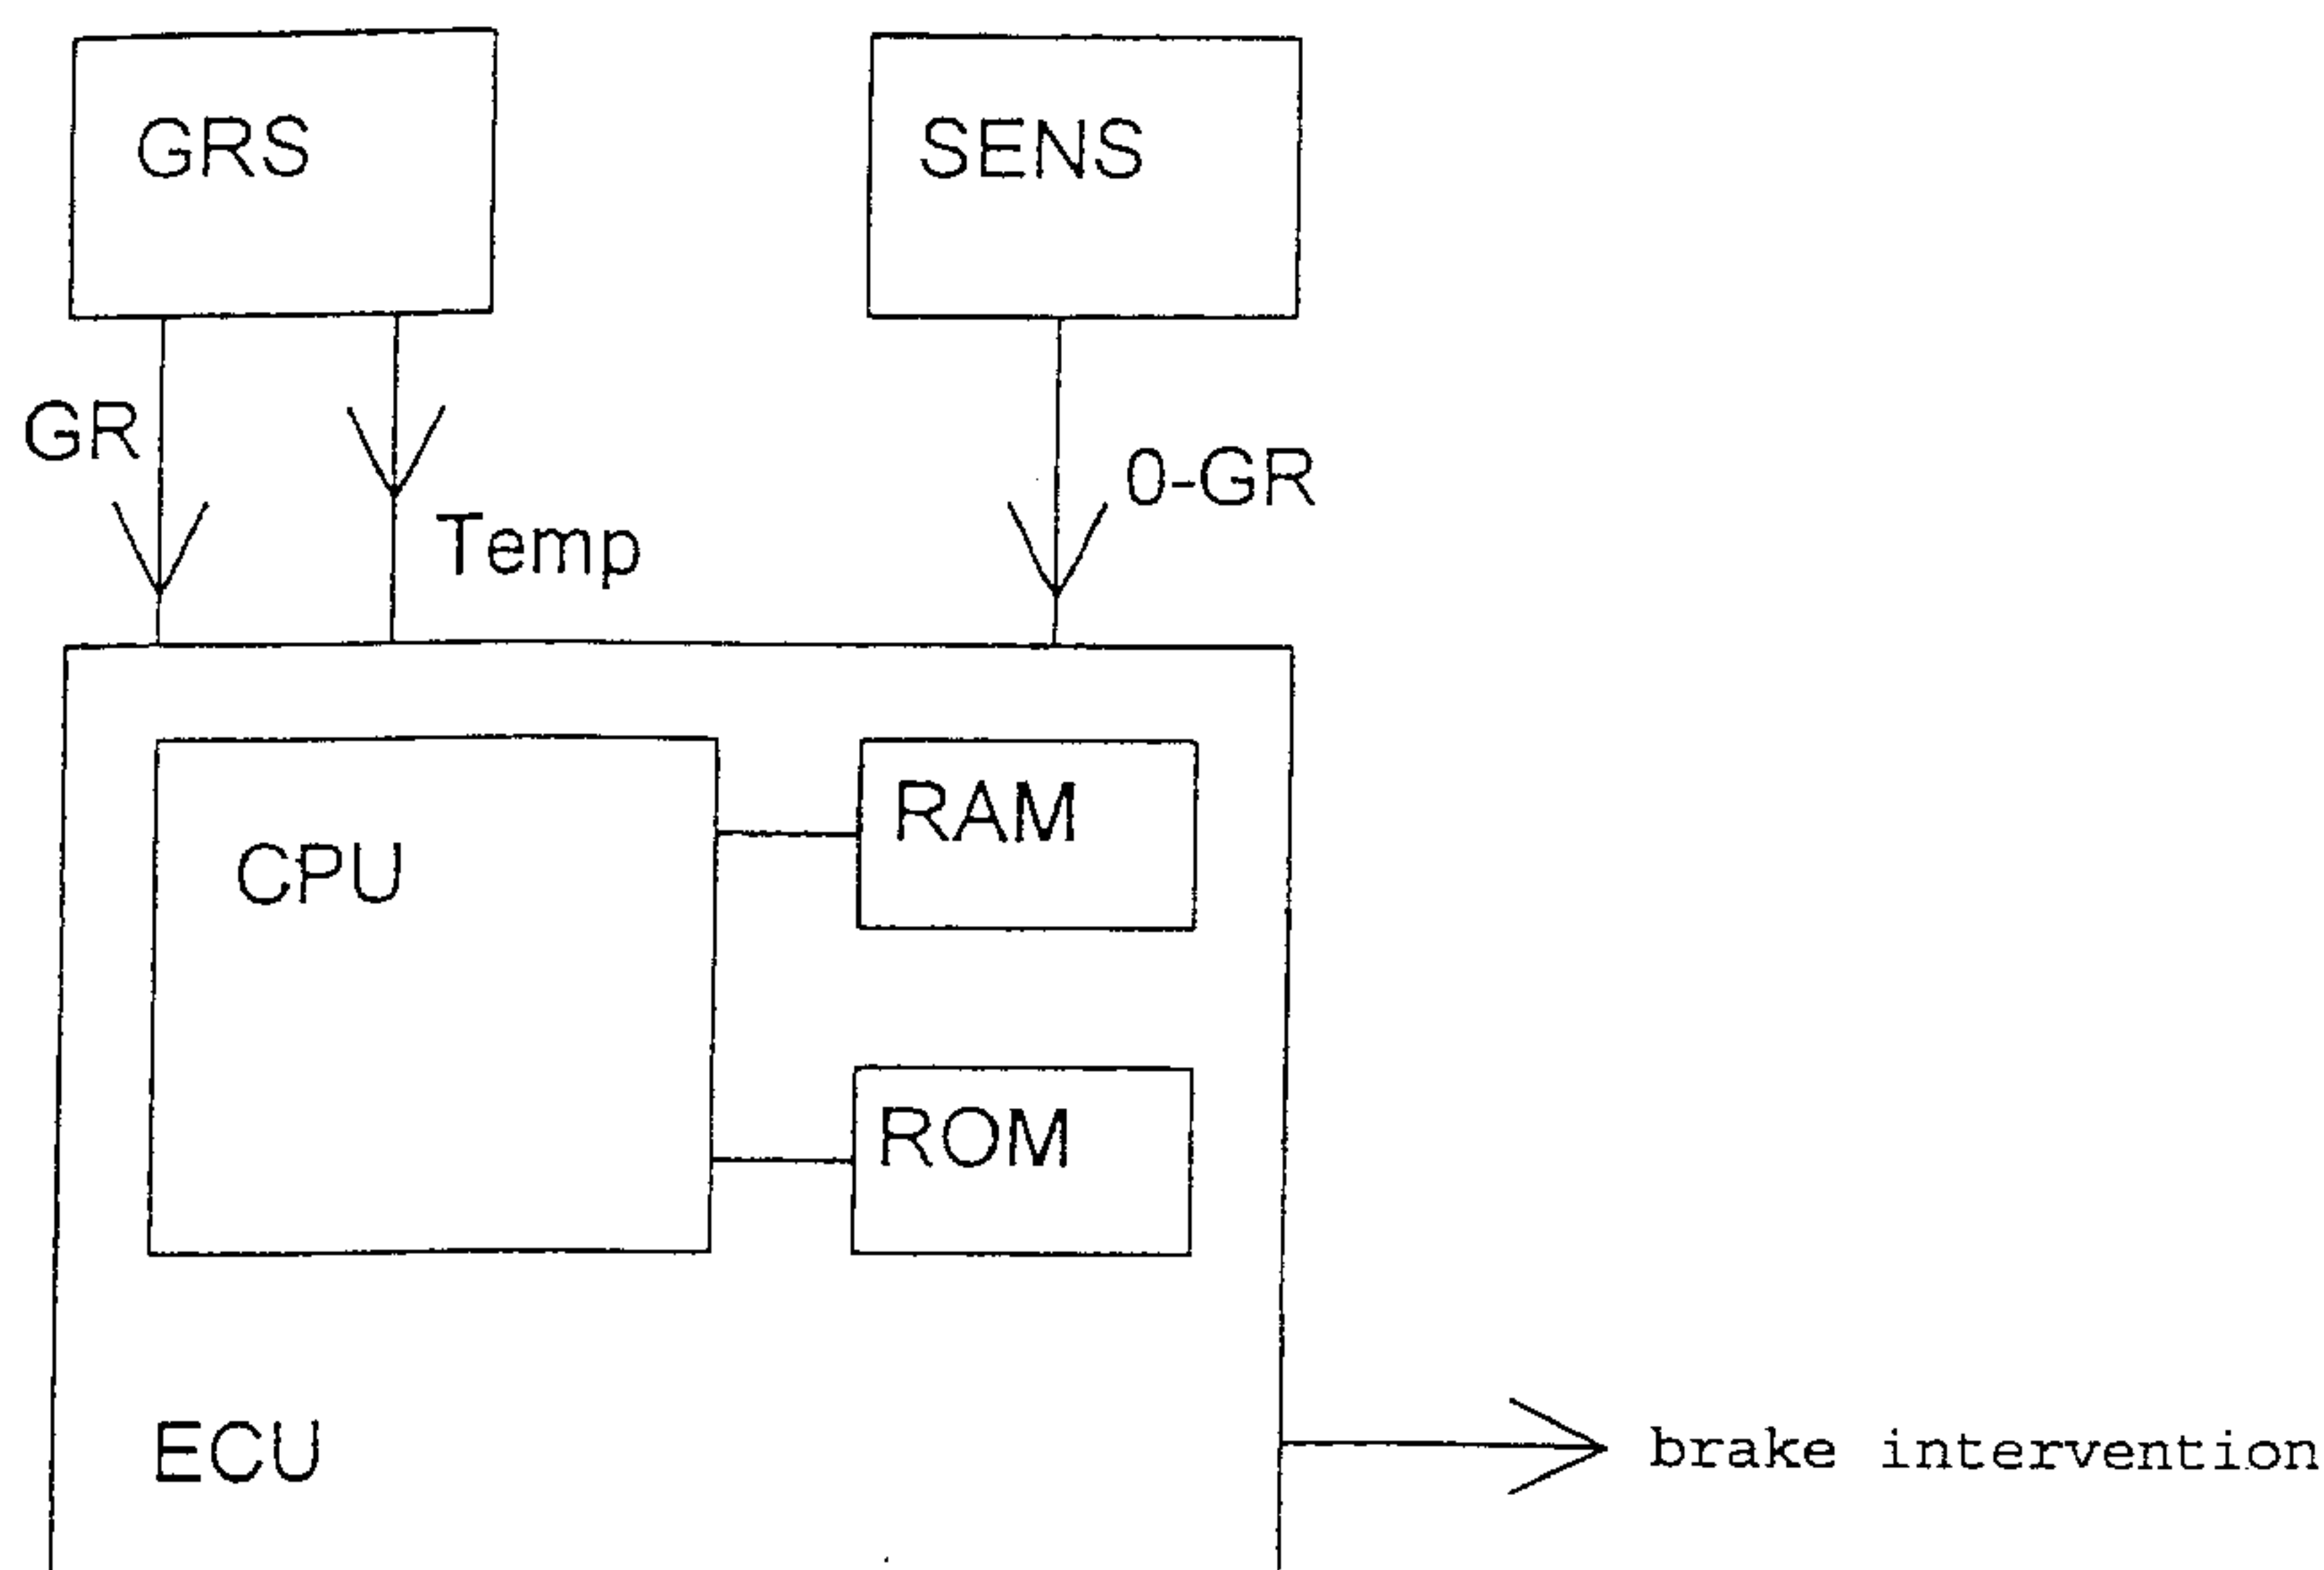 GRS
SENS
GR
0-GR
Temp
RAM
CPU
ROM
ECU
brake intervention